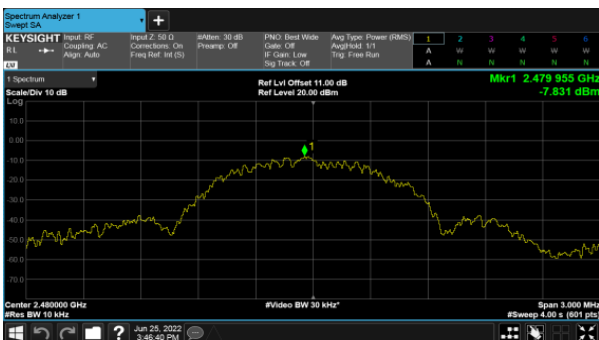 Spectrum Analyzer 1
Swept SA
KEYSIGHT
Input: RF
Coupling: AC
Align: Auto
Input Z: 50 Ω
Corrections: On
Freq Ref: Int (S)
#Atten: 30 dB
Preamp: Off
PNO: Best Wide
Gate: Off
IF Gain: Low
Sig Track: Off
Avg Type: Power (RMS)
Avg|Hold: 1/1
Trig: Free Run
1 2 3 4 5 6
A W W W W W
A N N N N N
R L
LXI
1 Spectrum
Ref Lvl Offset 11.00 dB
Mkr1 2.479 955 GHz
Scale/Div 10 dB
Ref Level 20.00 dBm
-7.831 dBm
Log
10.0
0.00
-10.0
-20.0
-30.0
-40.0
-50.0
-60.0
-70.0
1
Center 2.480000 GHz
#Video BW 30 kHz*
Span 3.000 MHz
#Res BW 10 kHz
#Sweep 4.00 s (601 pts)
?
Jun 25, 2022
3:46:40 PM